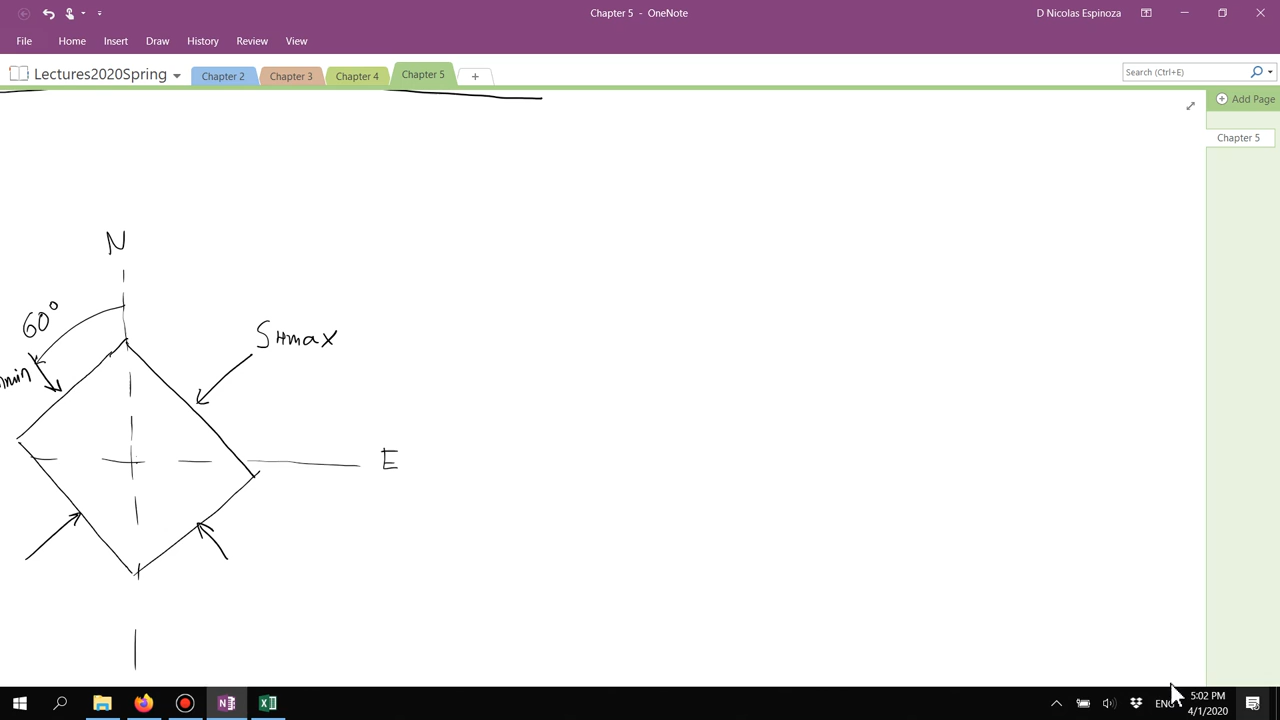 Chapter 5 - OneNote
D Nicolas Espinoza
File Home Insert Draw History Review View
Lectures2020Spring
Chapter 2 Chapter 3 Chapter 4 Chapter 5 +
Search (Ctrl+E)
Add Page
Chapter 5
N
60°
SHmax
min
E
ENG
5:02 PM
4/1/2020